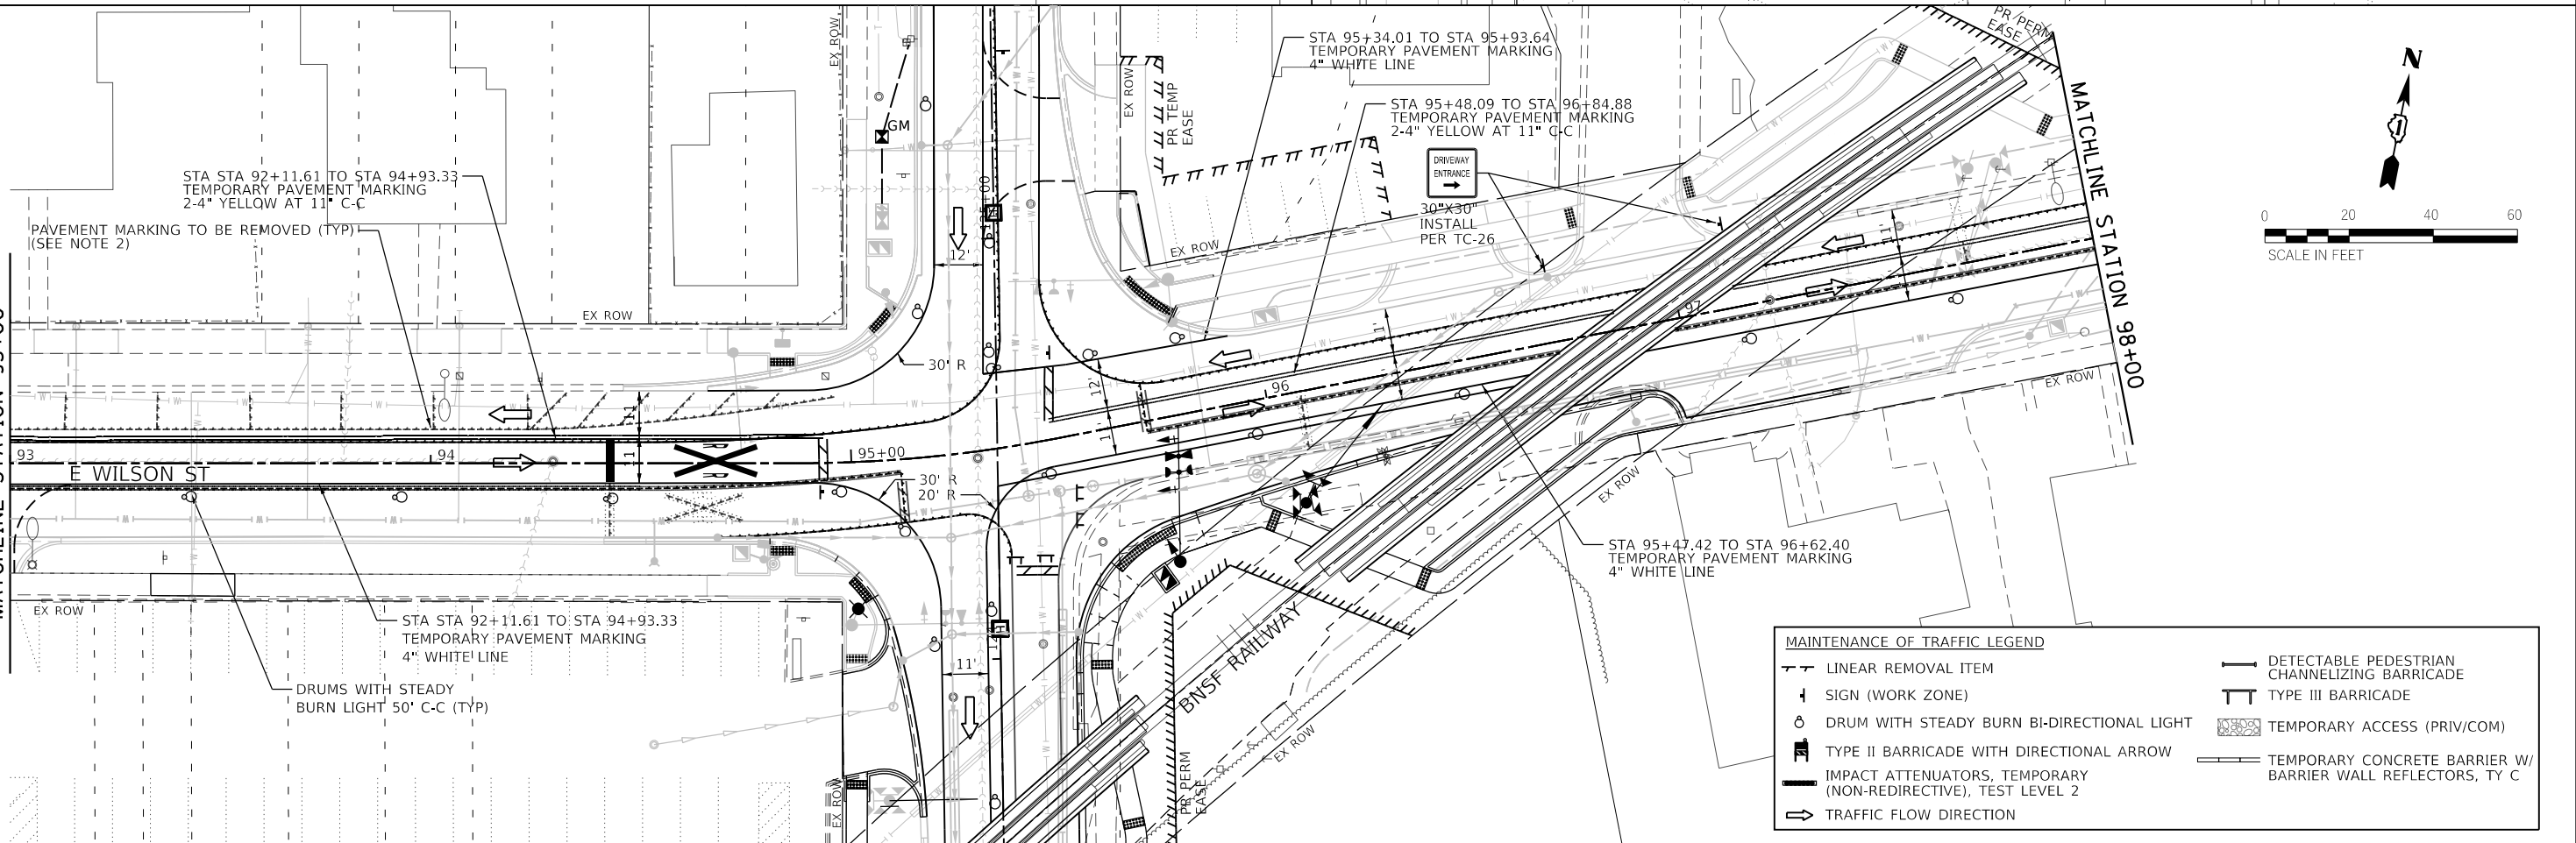 STA 95+34.01 TO STA 95+93.64
TEMPORARY PAVEMENT MARKING
4" WHITE LINE
STA 95+48.09 TO STA 96+84.88
TEMPORARY PAVEMENT MARKING
2-4" YELLOW AT 11" C-C
DRIVEWAY
ENTRANCE
30"X30"
INSTALL
PER TC-26
STA STA 92+11.61 TO STA 94+93.33
TEMPORARY PAVEMENT MARKING
2-4" YELLOW AT 11" C-C
PAVEMENT MARKING TO BE REMOVED (TYP)
(SEE NOTE 2)
EX ROW
EX ROW
EX ROW
EX ROW
GM
PR TEMP
EASE
PR PERM
EASE
MATCHLINE STATION 98+00
N
0 20 40 60
SCALE IN FEET
12'
30' R
30' R
20' R
12'
11'
11
11
93
94
95+00
96
97
E WILSON ST
STA STA 92+11.61 TO STA 94+93.33
TEMPORARY PAVEMENT MARKING
4" WHITE LINE
DRUMS WITH STEADY
BURN LIGHT 50' C-C (TYP)
EX ROW
EX ROW
EX ROW
EX ROW
EX ROW
BNSF RAILWAY
PR PERM
EASE
STA 95+47.42 TO STA 96+62.40
TEMPORARY PAVEMENT MARKING
4" WHITE LINE
MAINTENANCE OF TRAFFIC LEGEND
LINEAR REMOVAL ITEM
SIGN (WORK ZONE)
DRUM WITH STEADY BURN BI-DIRECTIONAL LIGHT
TYPE II BARRICADE WITH DIRECTIONAL ARROW
IMPACT ATTENUATORS, TEMPORARY
(NON-REDIRECTIVE), TEST LEVEL 2
TRAFFIC FLOW DIRECTION
DETECTABLE PEDESTRIAN
CHANNELIZING BARRICADE
TYPE III BARRICADE
TEMPORARY ACCESS (PRIV/COM)
TEMPORARY CONCRETE BARRIER W/
BARRIER WALL REFLECTORS, TY C